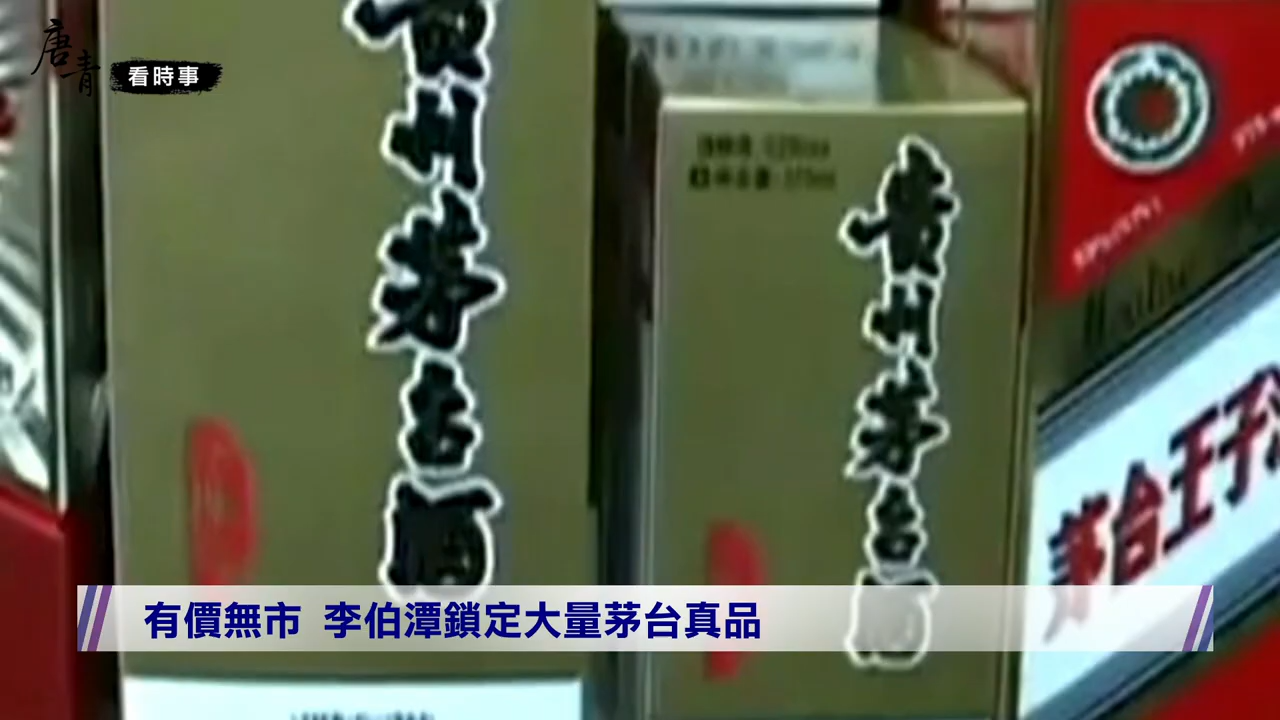 唐青
看時事
貴州茅台酒
貴州茅台酒
茅台王子
有價無市 李伯潭鎖定大量茅台真品